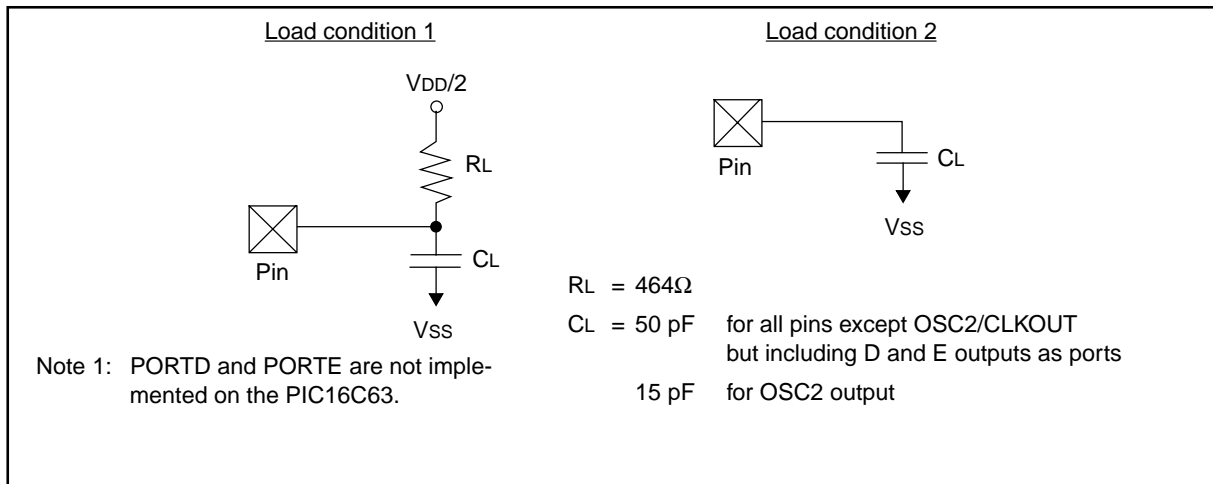 Load condition 1
VDD/2
RL
Pin
CL
VSS
Note 1: PORTD and PORTE are not imple-
mented on the PIC16C63.
Load condition 2
Pin
CL
VSS
RL = 464Ω
CL = 50 pF for all pins except OSC2/CLKOUT
but including D and E outputs as ports
15 pF for OSC2 output